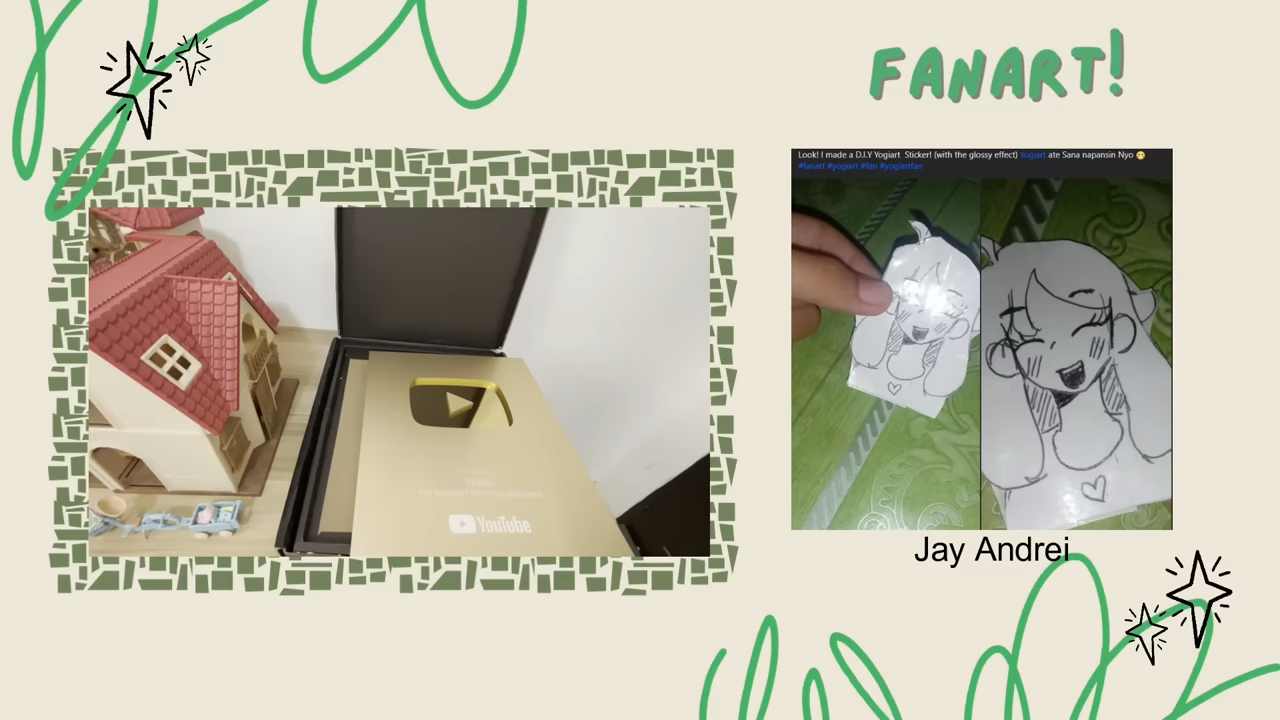 FANART!
Look! I made a D.I.Y Yogiart Sticker! (with the glossy effect) Yogiart ate Sana napansin Nyo 😁
#fanart #yogiart #fan #yogiartfan
YouTube
Jay Andrei